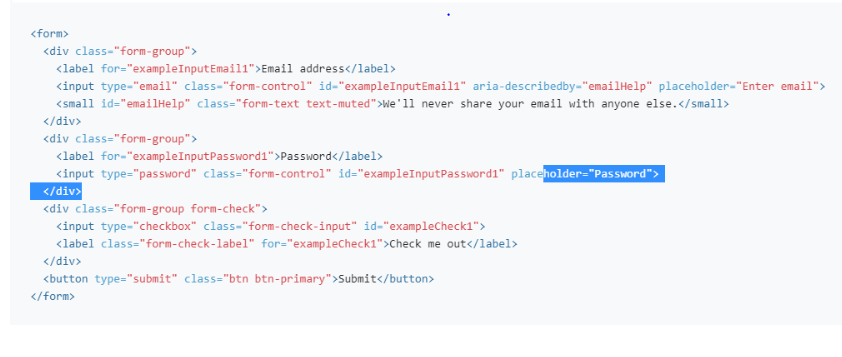 <form>
<div class="form-group">
<label for="exampleInputEmail1">Email address</label>
<input type="email" class="form-control" id="exampleInputEmail1" aria-describedby="emailHelp" placeholder="Enter email">
<small id="emailHelp" class="form-text text-muted">We'll never share your email with anyone else.</small>
</div>
<div class="form-group">
<label for="exampleInputPassword1">Password</label>
<input type="password" class="form-control" id="exampleInputPassword1" placeholder="Password">
</div>
<div class="form-group form-check">
<input type="checkbox" class="form-check-input" id="exampleCheck1">
<label class="form-check-label" for="exampleCheck1">Check me out</label>
</div>
<button type="submit" class="btn btn-primary">Submit</button>
</form>